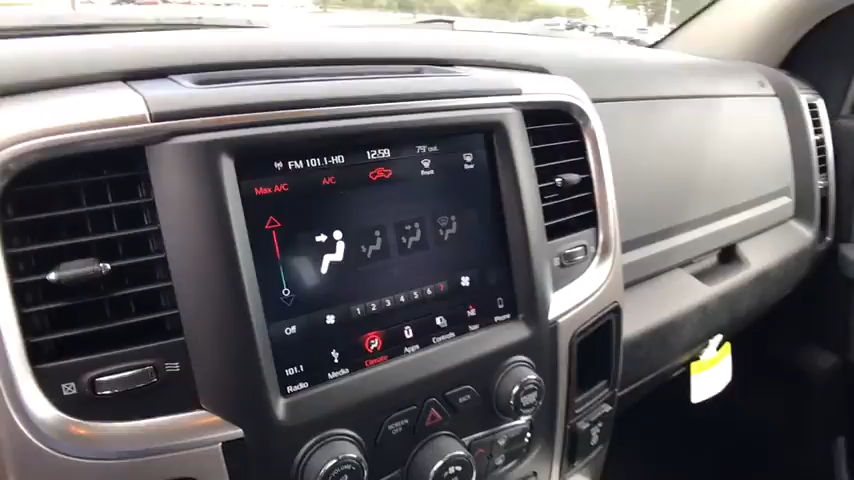 FM 101.1-HD 12:59 79° out
Max A/C A/C Front Rear
1 2 3 4 5 6 7
Off
101.1
Radio Media Climate Apps Controls Nav Phone
NE
SCREEN OFF BACK